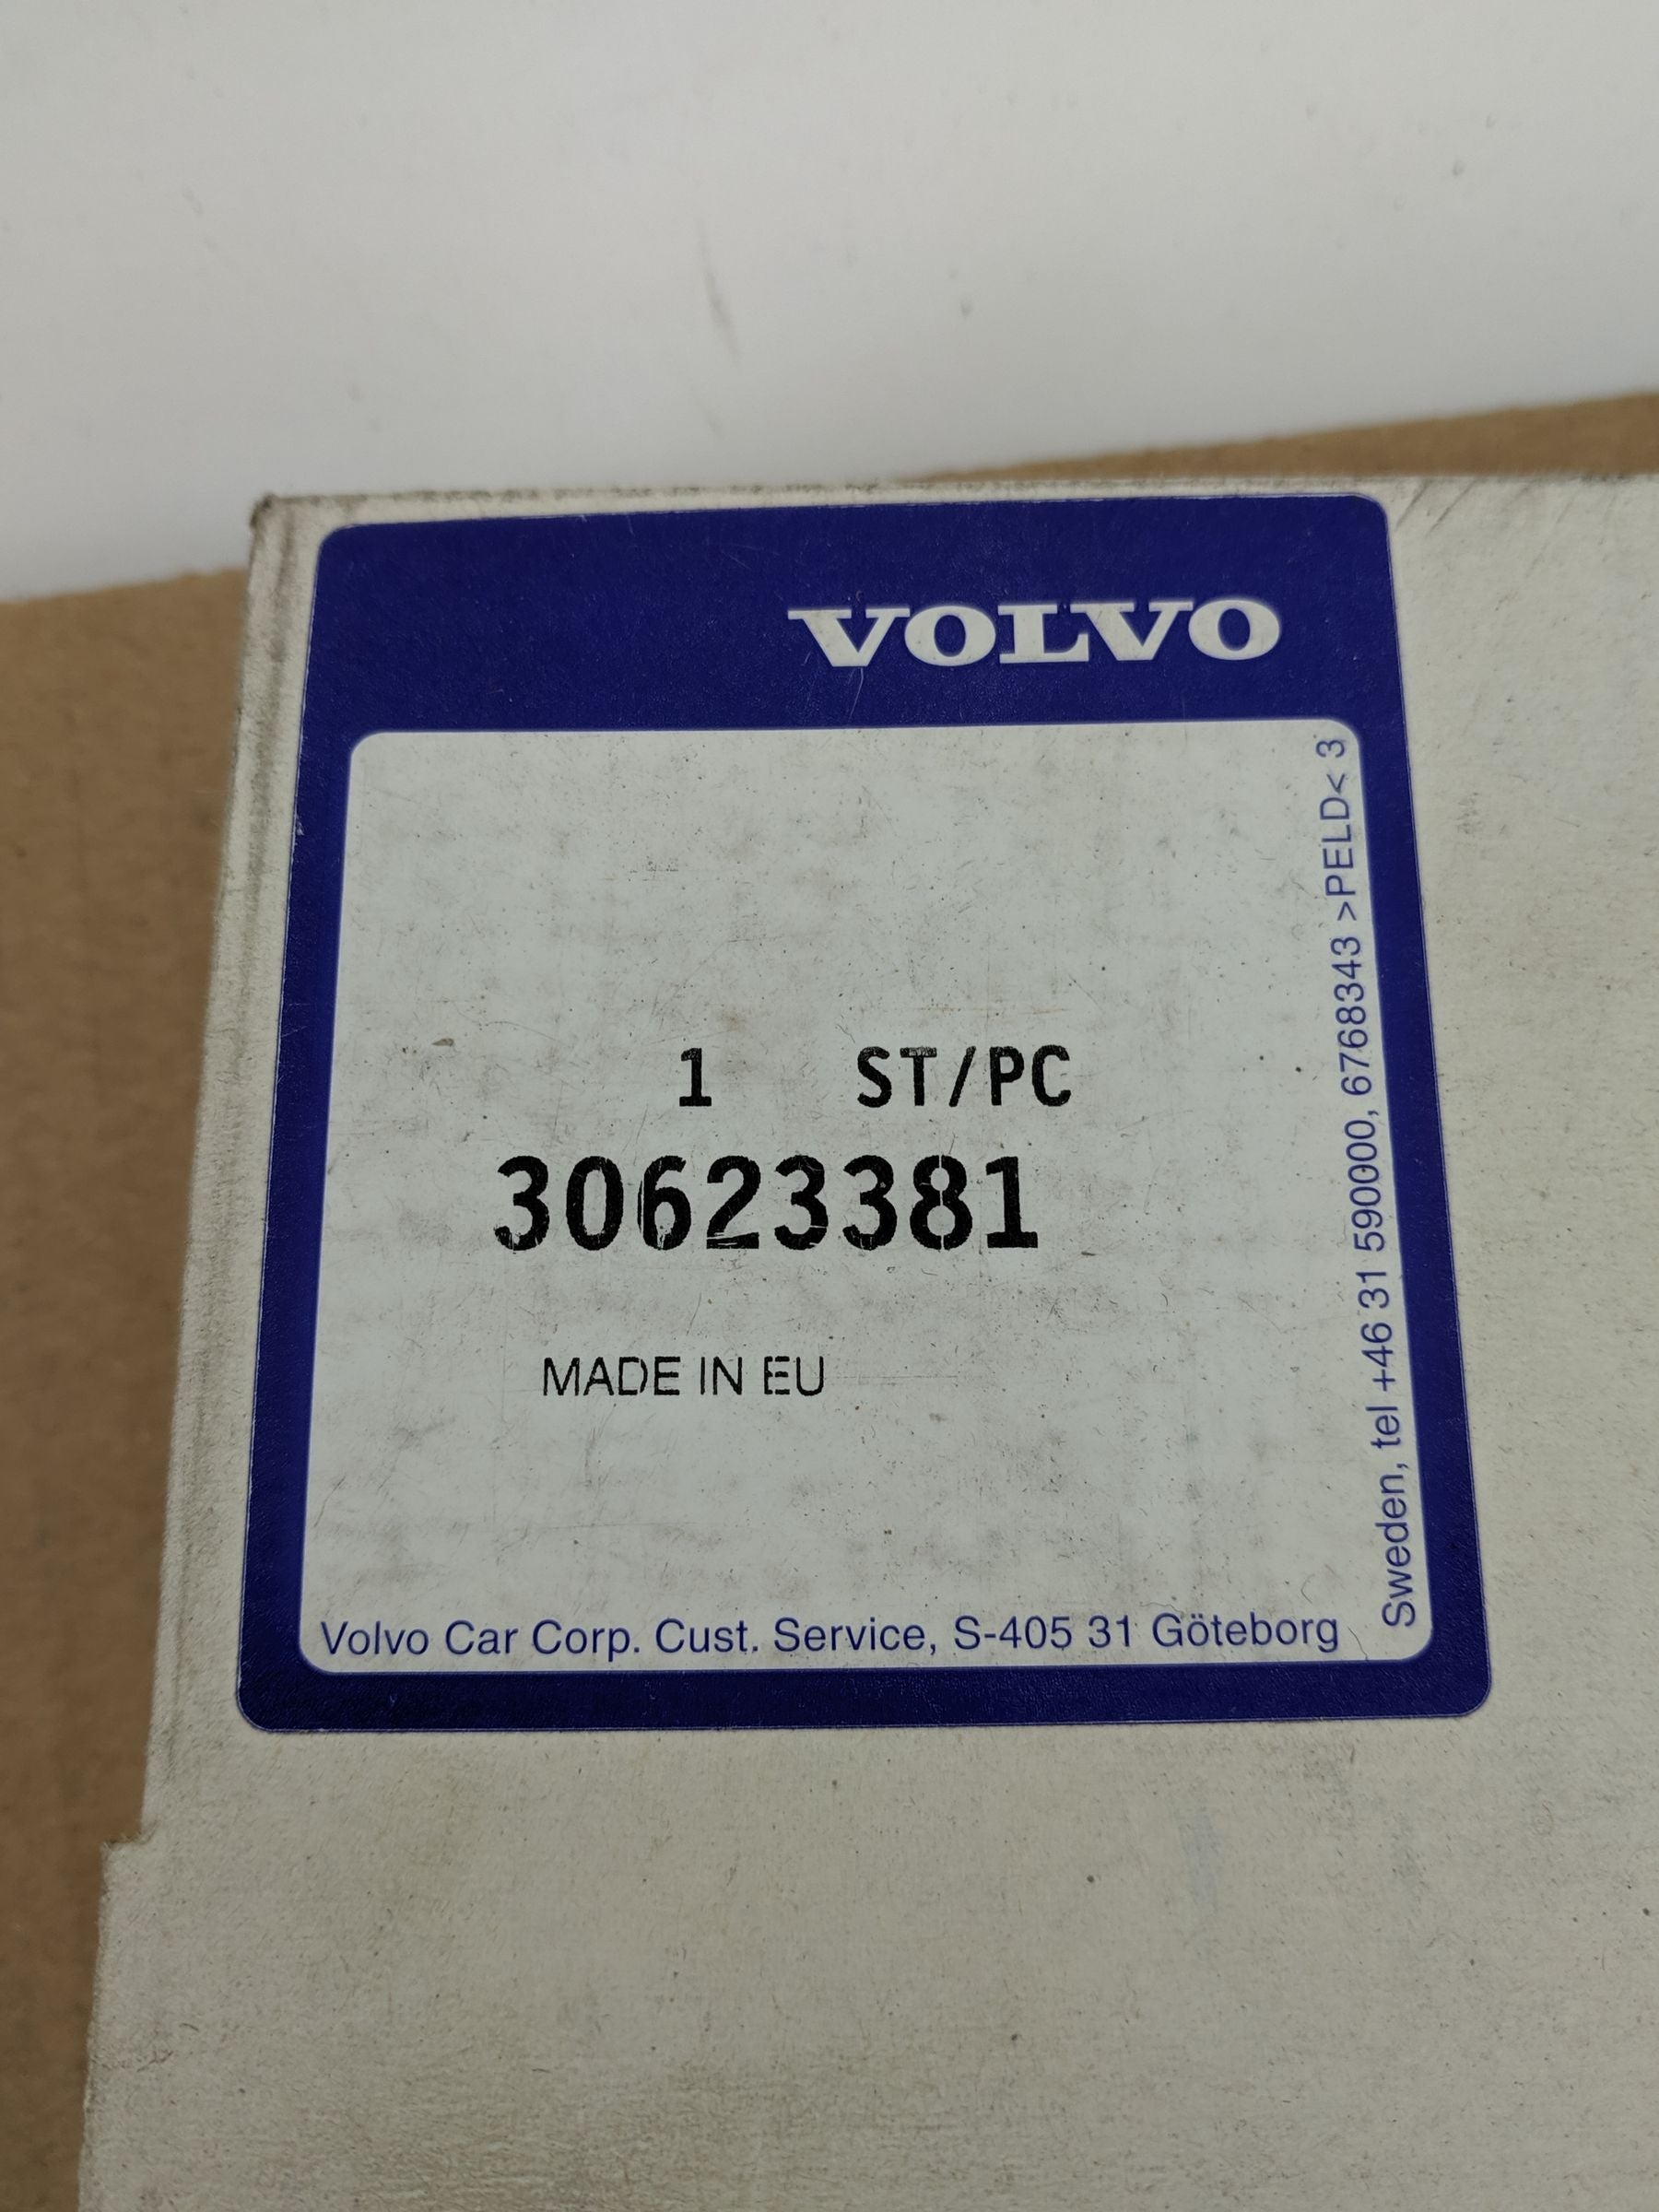 VOLVO
1 ST/PC
30623381
MADE IN EU
Volvo Car Corp. Cust. Service, S-405 31 Göteborg
Sweden, tel +46 31 59000, 6768343 >PELD< 3